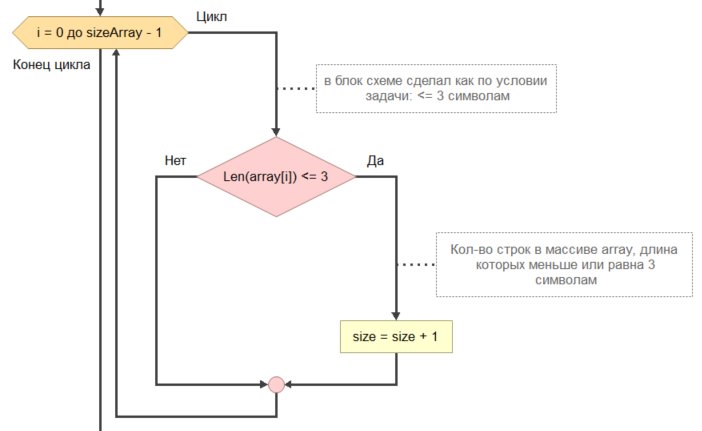 Цикл
i = 0 до sizeArray - 1
Конец цикла
в блок схеме сделал как по условии
задачи: <= 3 символам
Нет
Да
Len(array[i]) <= 3
Кол-во строк в массиве array, длина
которых меньше или равна 3
символам
size = size + 1